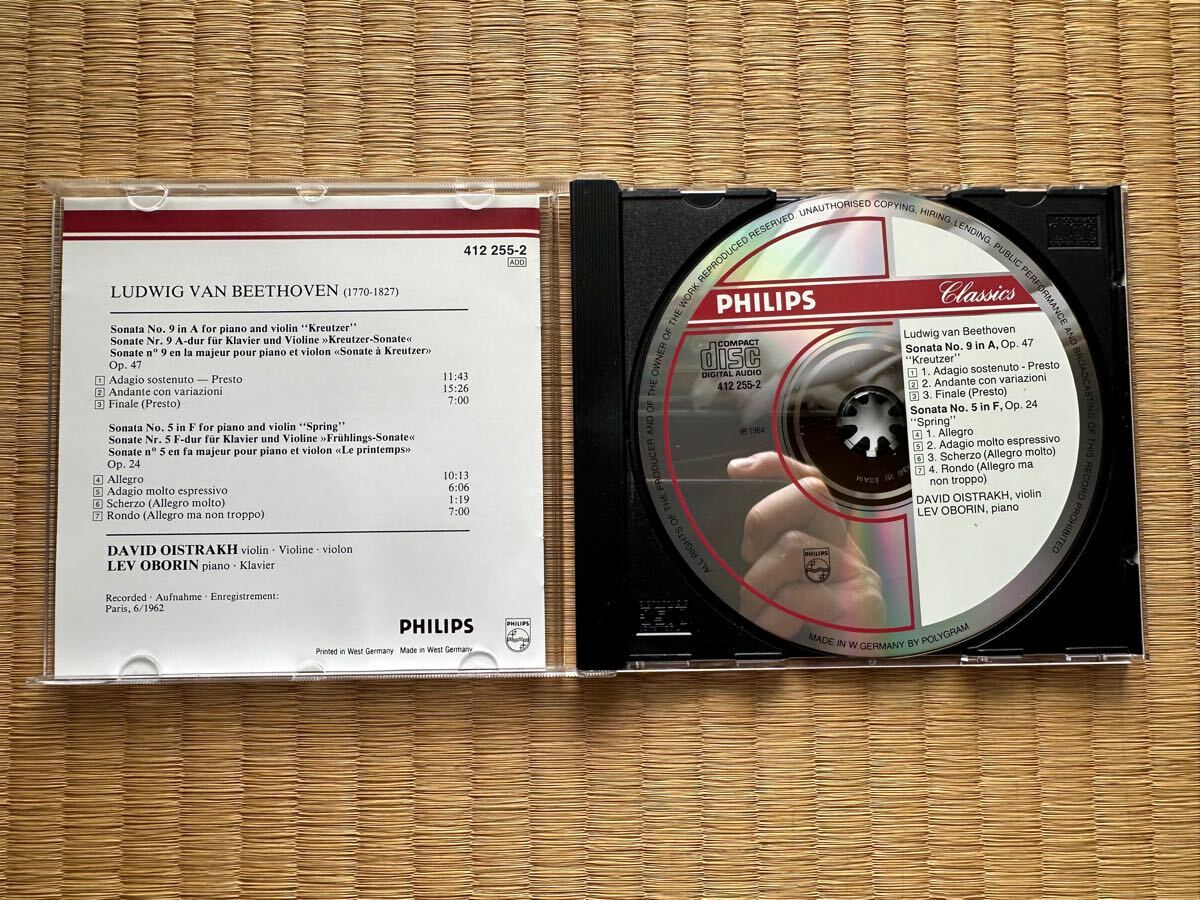 412 255-2
ADD
LUDWIG VAN BEETHOVEN (1770-1827)
Sonata No. 9 in A for piano and violin “Kreutzer”
Sonate Nr. 9 A-dur für Klavier und Violine »Kreutzer-Sonate«
Sonate n° 9 en la majeur pour piano et violon «Sonate à Kreutzer»
Op. 47
1 Adagio sostenuto — Presto 11:43
2 Andante con variazioni 15:26
3 Finale (Presto) 7:00
Sonata No. 5 in F for piano and violin “Spring”
Sonate Nr. 5 F-dur für Klavier und Violine »Frühlings-Sonate«
Sonate n° 5 en fa majeur pour piano et violon «Le printemps»
Op. 24
4 Allegro 10:13
5 Adagio molto espressivo 6:06
6 Scherzo (Allegro molto) 1:19
7 Rondo (Allegro ma non troppo) 7:00
DAVID OISTRAKH violin · Violine · violon
LEV OBORIN piano · Klavier
Recorded · Aufnahme · Enregistrement:
Paris, 6/1962
PHILIPS
PHILIPS
Printed in West Germany Made in West Germany
ALL RIGHTS OF THE PRODUCER AND OF THE OWNER OF THE WORK REPRODUCED RESERVED. UNAUTHORISED COPYING, HIRING, LENDING, PUBLIC PERFORMANCE AND BROADCASTING OF THIS RECORD PROHIBITED
PHILIPS
Classics
COMPACT
disc
DIGITAL AUDIO
412 255-2
℗ 1964
Ludwig van Beethoven
Sonata No. 9 in A, Op. 47
"Kreutzer"
1 1. Adagio sostenuto - Presto
2 2. Andante con variazioni
3 3. Finale (Presto)
Sonata No. 5 in F, Op. 24
"Spring"
4 1. Allegro
5 2. Adagio molto espressivo
6 3. Scherzo (Allegro molto)
7 4. Rondo (Allegro ma
non troppo)
DAVID OISTRAKH, violin
LEV OBORIN, piano
PHILIPS
MADE IN W.GERMANY BY POLYGRAM